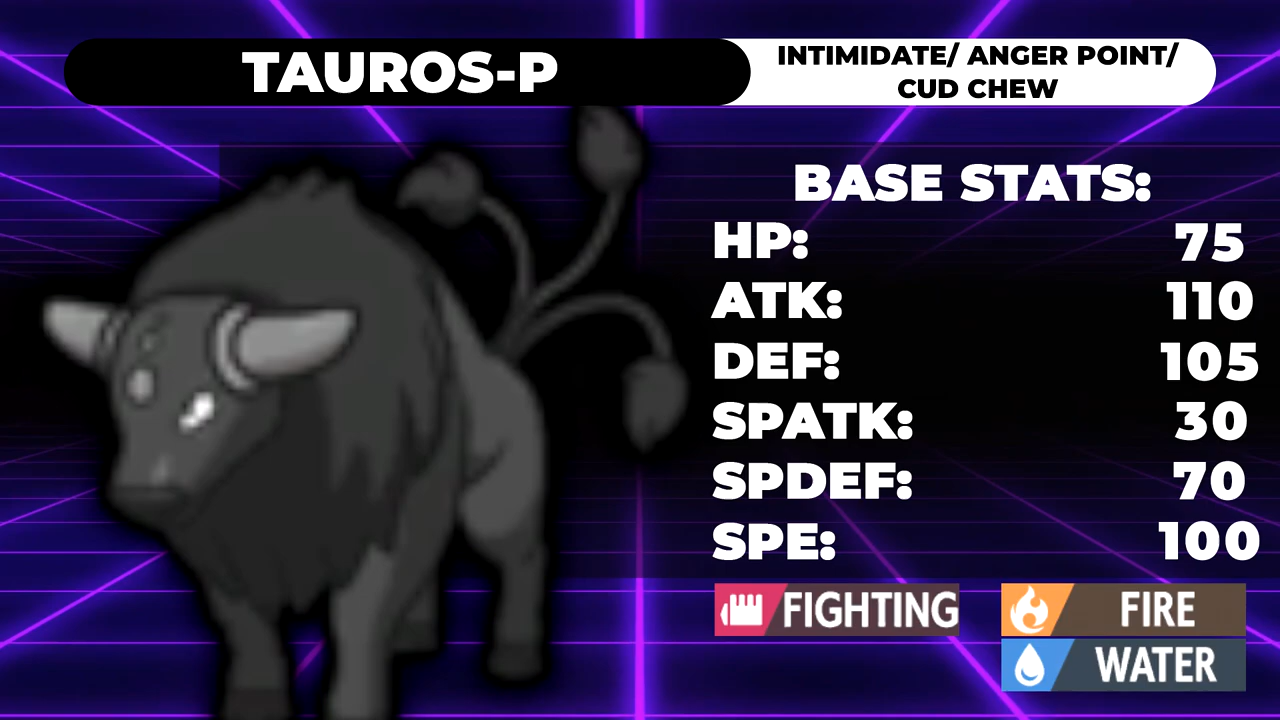 TAUROS-P
INTIMIDATE/ ANGER POINT/
CUD CHEW
BASE STATS:
HP: 75
ATK: 110
DEF: 105
SPATK: 30
SPDEF: 70
SPE: 100
FIGHTING FIRE
WATER